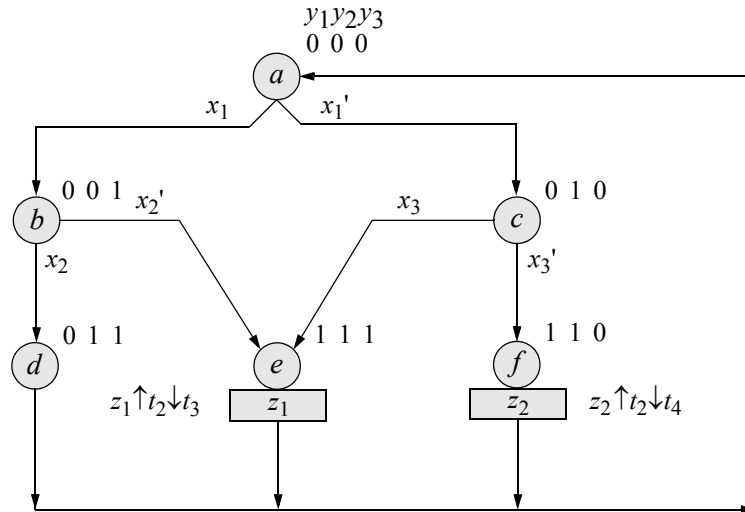 y₁y₂y₃
0 0 0
a
x₁ x₁'
0 0 1 x₂' x₃ 0 1 0
b c
x₂ x₃'
0 1 1 1 1 1 1 1 0
d e f
z₁↑t₂↓t₃ z₁ z₂ z₂↑t₂↓t₄